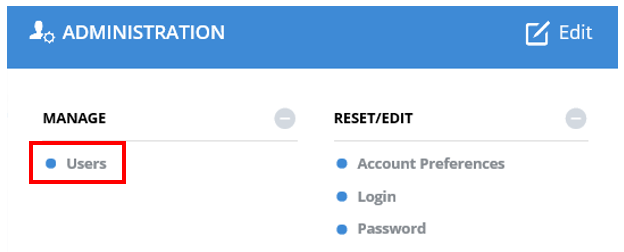 ADMINISTRATION
Edit
MANAGE
Users
RESET/EDIT
Account Preferences
Login
Password